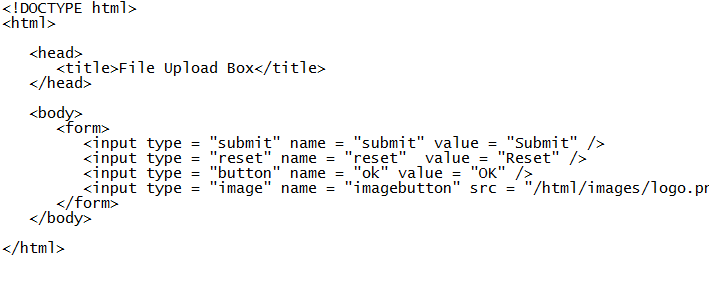 <!DOCTYPE html>
<html>
<head>
<title>File Upload Box</title>
</head>
<body>
<form>
<input type = "submit" name = "submit" value = "Submit" />
<input type = "reset" name = "reset"  value = "Reset" />
<input type = "button" name = "ok" value = "OK" />
<input type = "image" name = "imagebutton" src = "/html/images/logo.pn
</form>
</body>
</html>